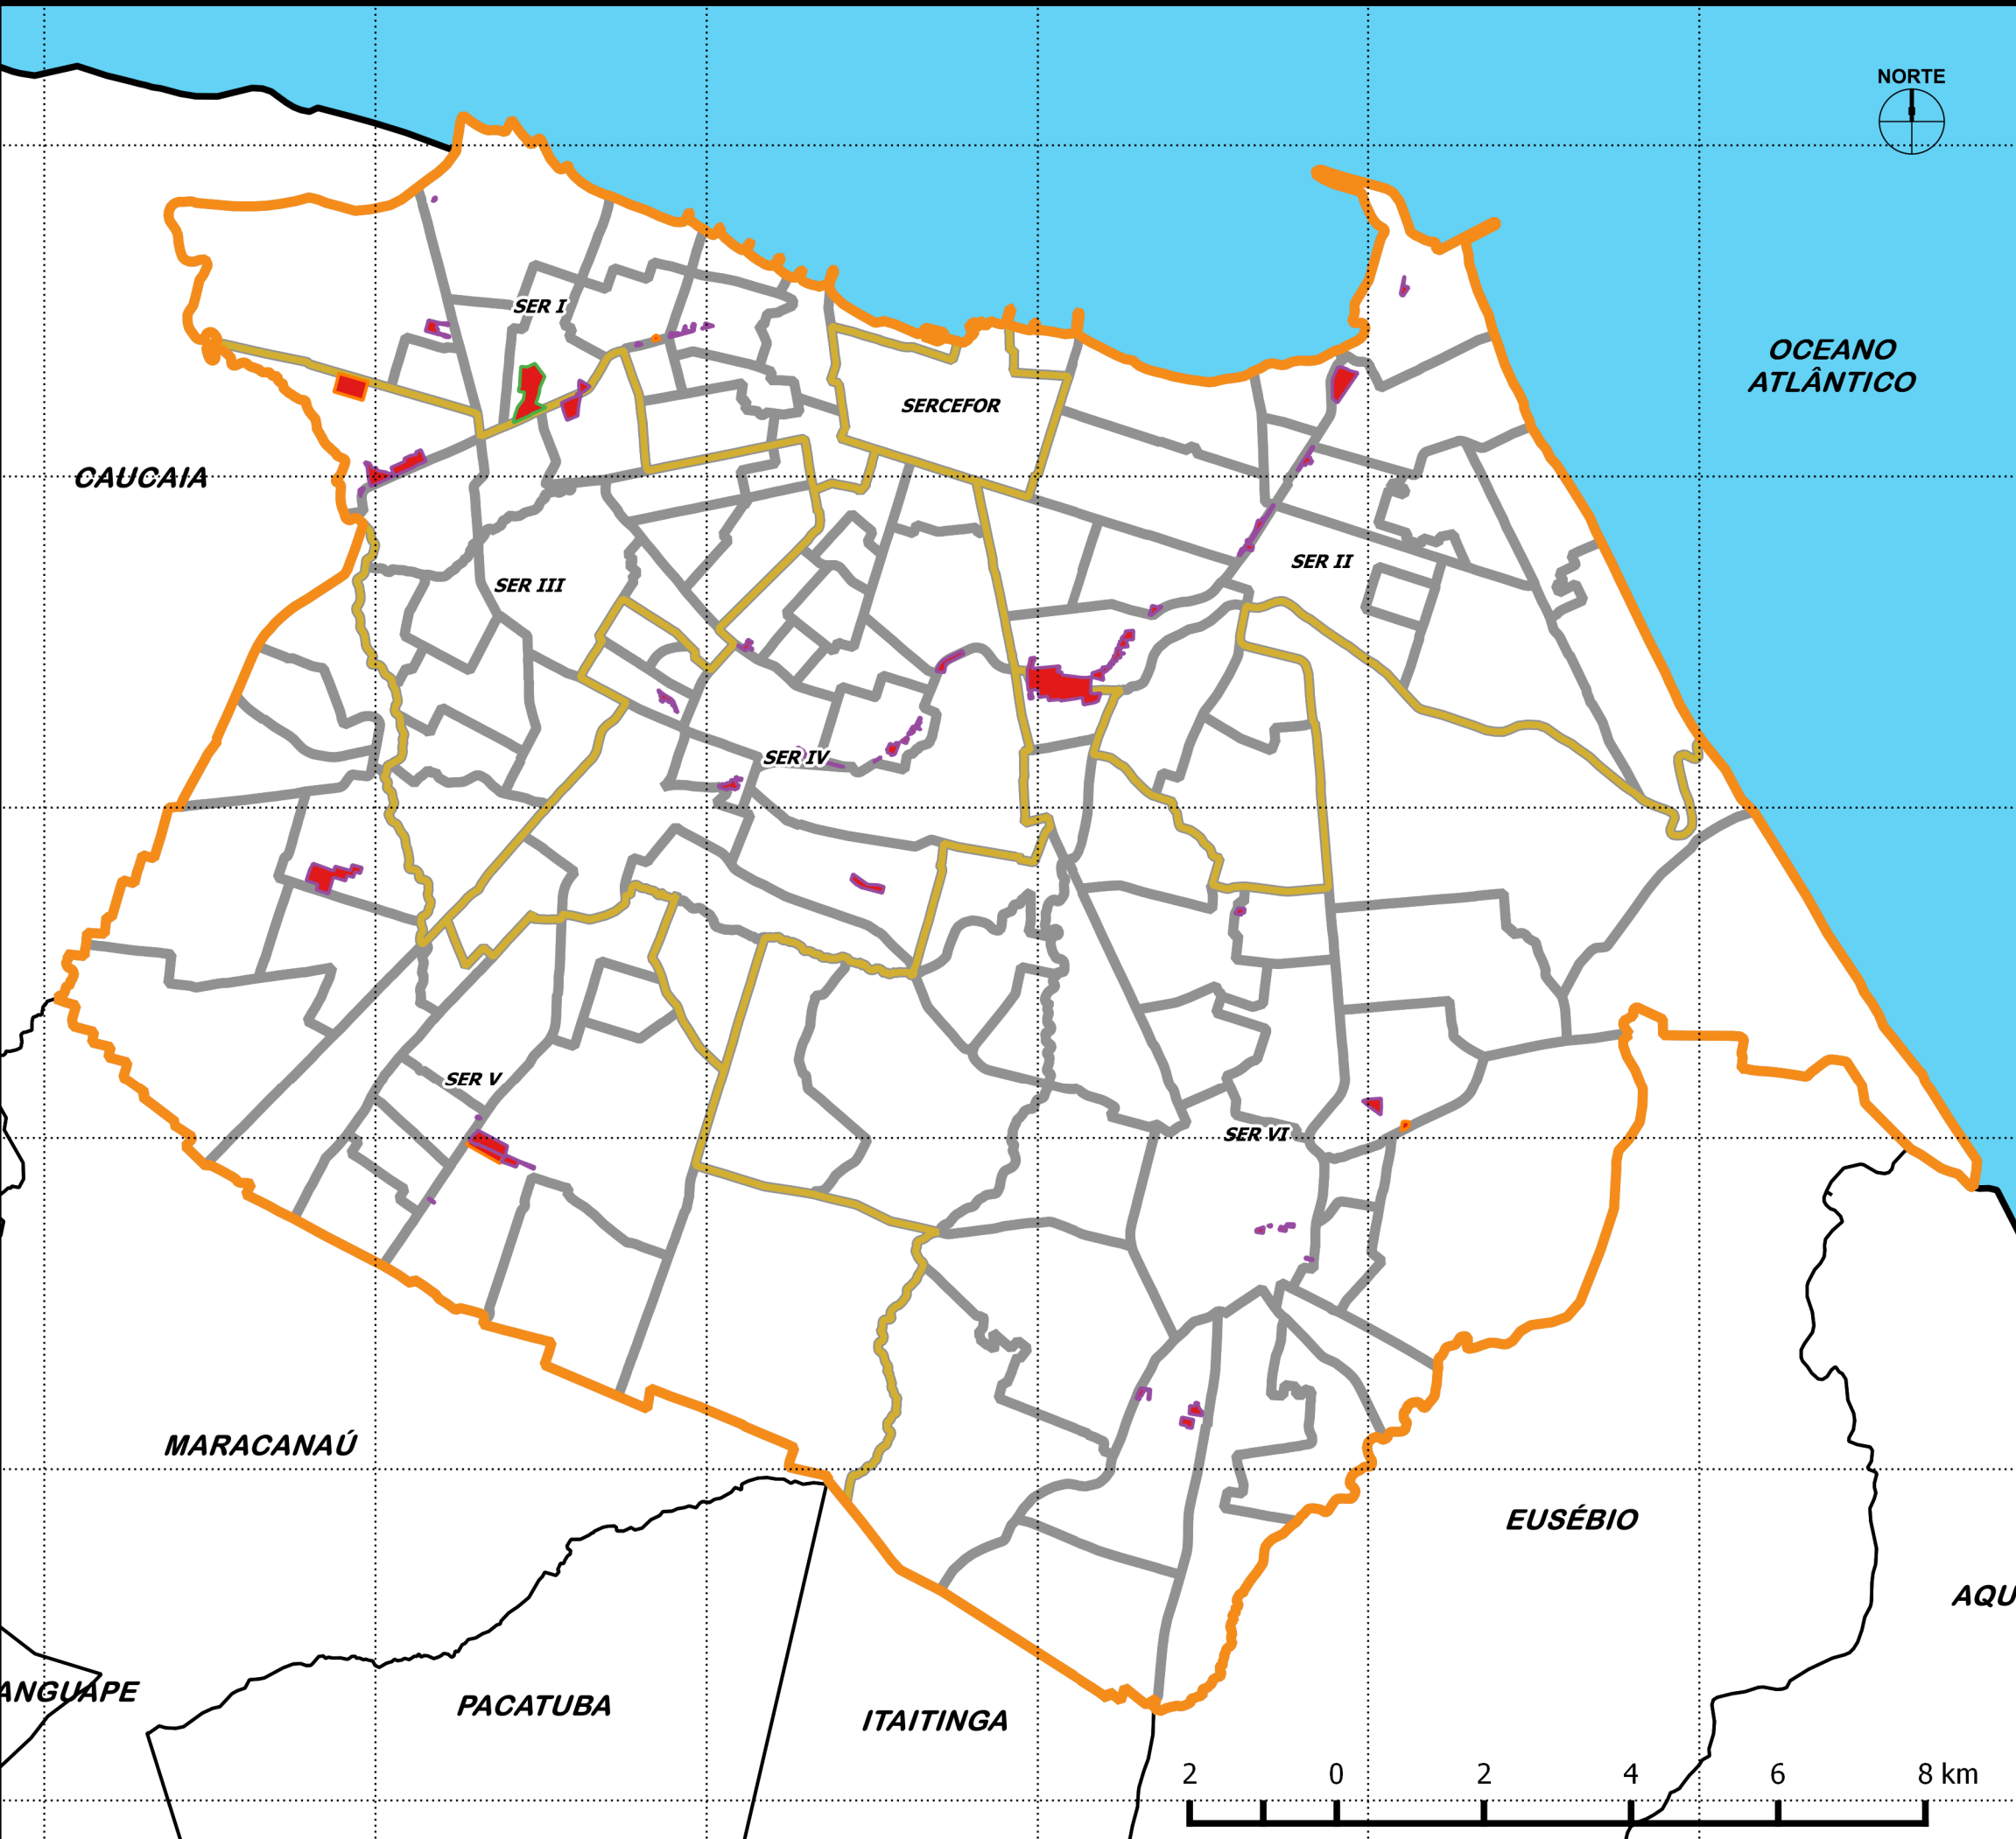 NORTE
SER I
OCEANO
ATLÂNTICO
SERCEFOR
CAUCAIA
SER II
SER III
SER IV
SER V
SER VI
MARACANAÚ
EUSÉBIO
AQU
ANGUAPE
PACATUBA
ITAITINGA
2 0 2 4 6 8 km